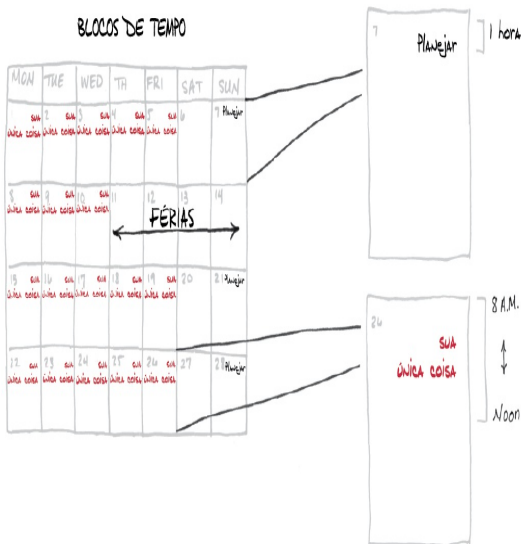 BLOCOS DE TEMPO
MON TUE WED TH FRI SAT SUN
1 sua única coisa
2 sua única coisa
3 sua única coisa
4 sua única coisa
5 sua única coisa
6
7 Planejar
8 sua única coisa
9 sua única coisa
10 sua única coisa
11 12 13 14
FÉRIAS
15 sua única coisa
16 sua única coisa
17 sua única coisa
18 sua única coisa
19 sua única coisa
20
21 Planejar
22 sua única coisa
23 sua única coisa
24 sua única coisa
25 sua única coisa
26 sua única coisa
27
28 Planejar
7
Planejar
1 hora
26
sua
única coisa
8 A.M.
Noon